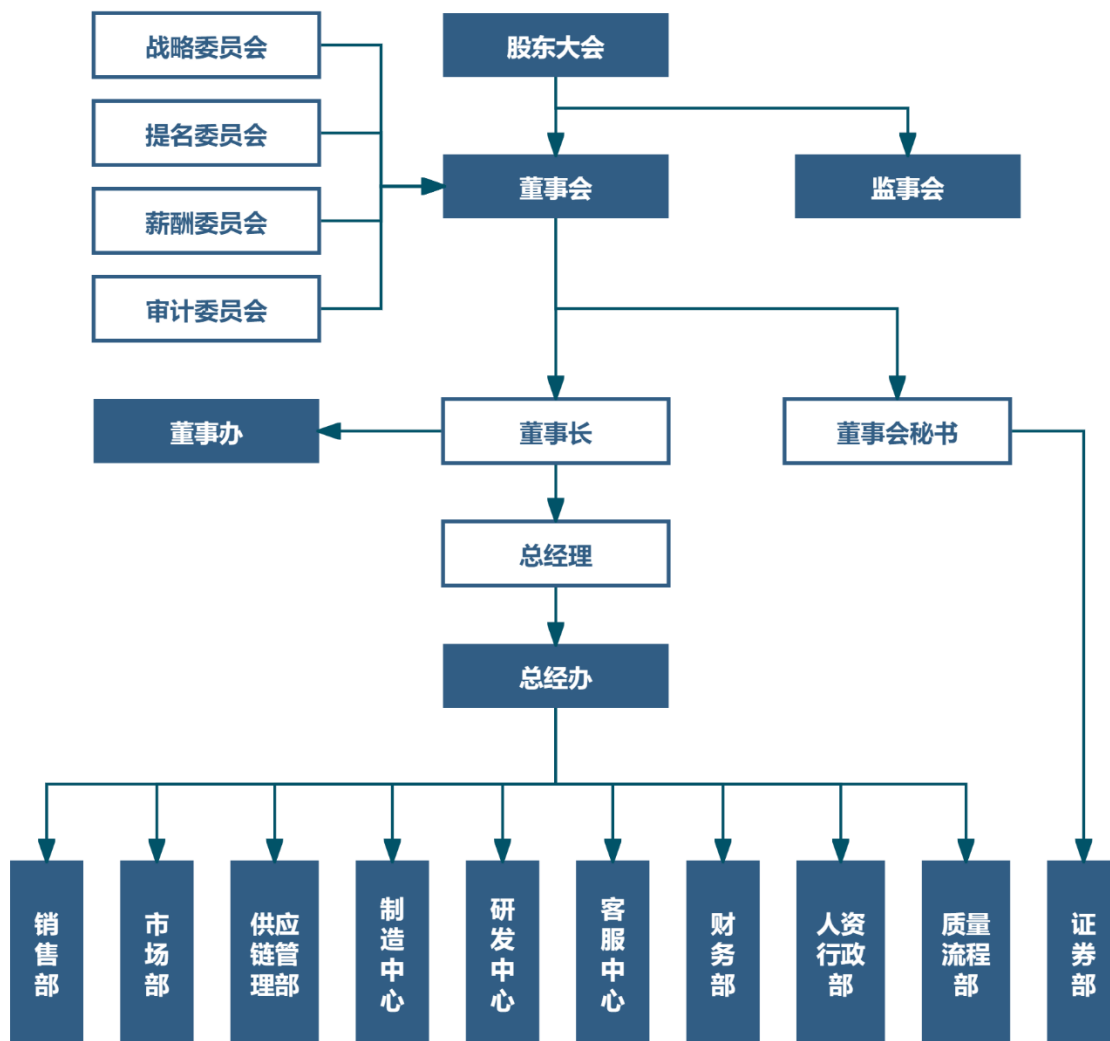 战略委员会
股东大会
提名委员会
董事会
监事会
薪酬委员会
审计委员会
董事办
董事长
董事会秘书
总经理
总经办
销售部
市场部
供应
链管
理部
制造中心
研发中心
客服中心
财务部
人资
行政
部
质量
流程
部
证券部